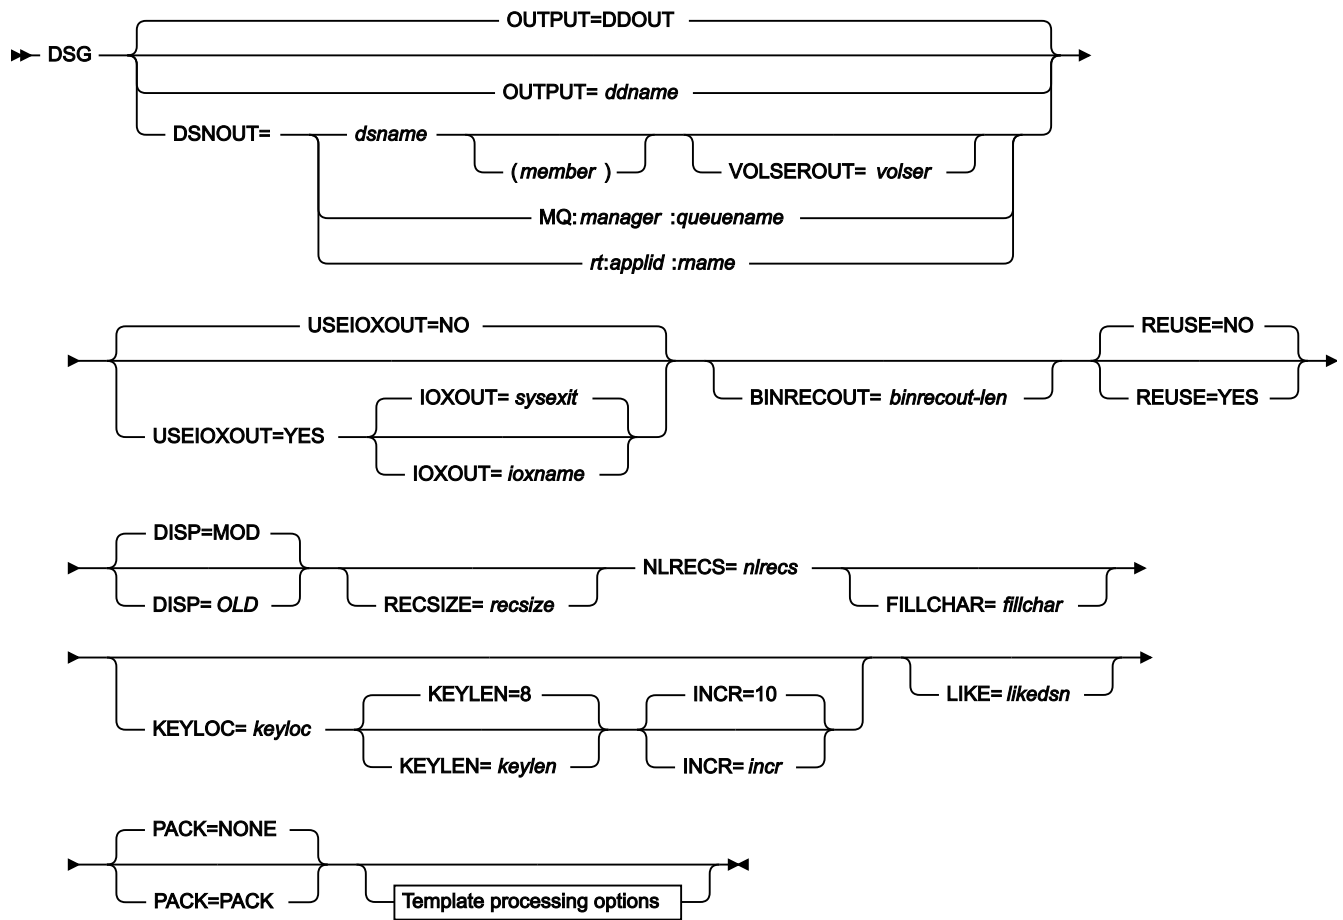 OUTPUT=DDOUT
DSG
OUTPUT= ddname
DSNOUT= dsname
(member ) VOLSEROUT= volser
MQ:manager :queuename
rt:applid :rname
USEIOXOUT=NO REUSE=NO
IOXOUT= sysexit BINRECOUT= binrecout-len REUSE=YES
USEIOXOUT=YES
IOXOUT= ioxname
DISP=MOD
NLRECS= nlrecs
DISP= OLD RECSIZE= recsize FILLCHAR= fillchar
KEYLEN=8 INCR=10 LIKE= likedsn
KEYLOC= keyloc
KEYLEN= keylen INCR= incr
PACK=NONE
PACK=PACK Template processing options